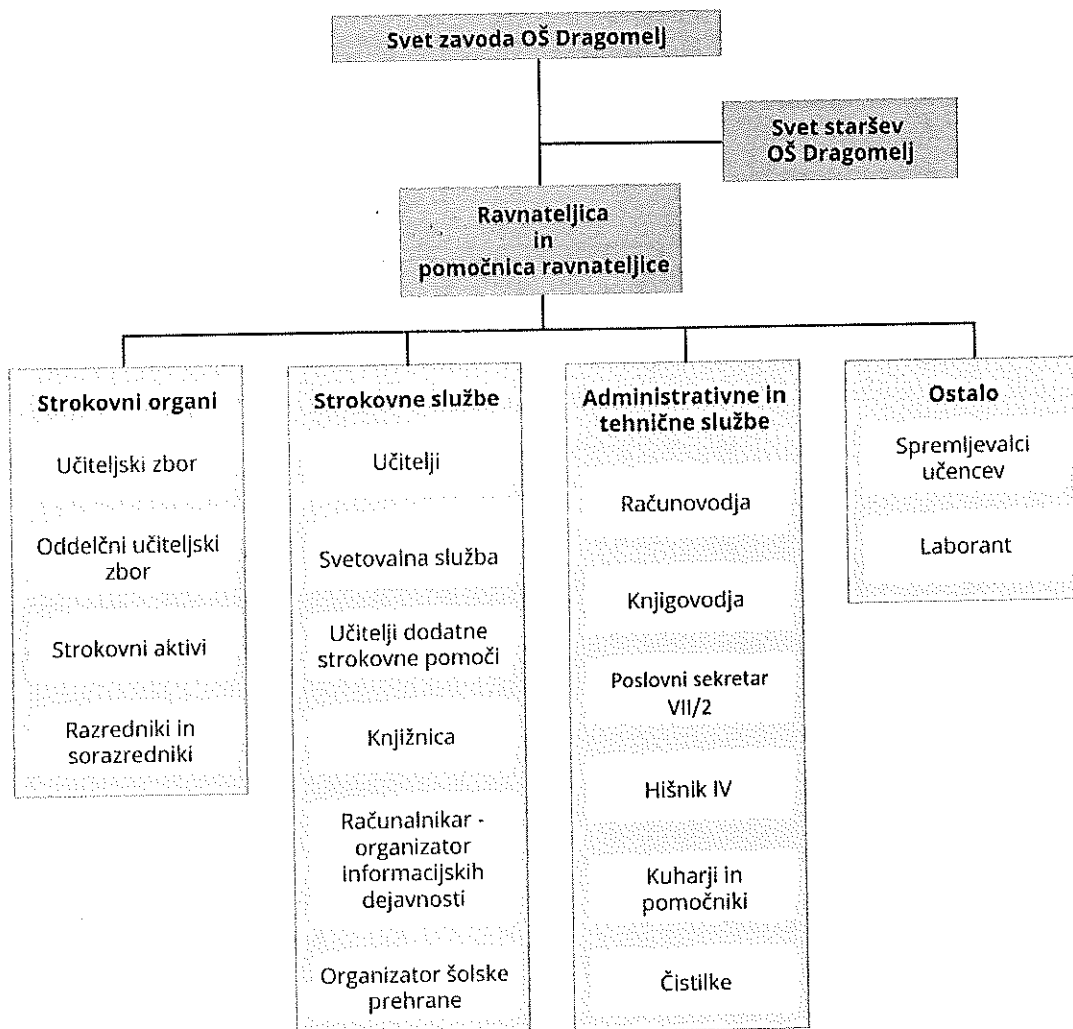 Svet zavoda OŠ Dragomelj
Svet staršev
OŠ Dragomelj
Ravnateljica
in
pomočnica ravnateljice
Strokovni organi
Učiteljski zbor
Oddelčni učiteljski
zbor
Strokovni aktivi
Razredniki in
sorazredniki
Strokovne službe
Učitelji
Svetovalna služba
Učitelji dodatne
strokovne pomoči
Knjižnica
Računalnikar -
organizator
informacijskih
dejavnosti
Organizator šolske
prehrane
Administrativne in
tehnične službe
Računovodja
Knjigovodja
Poslovni sekretar
VII/2
Hišnik IV
Kuharji in
pomočniki
Čistilke
Ostalo
Spremljevalci
učencev
Laborant